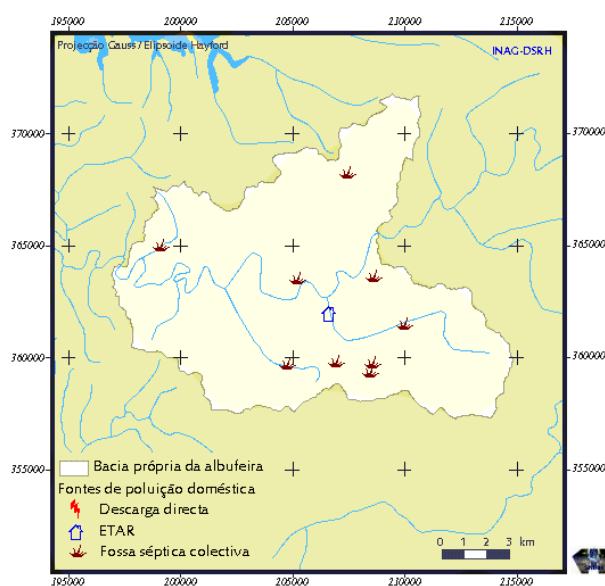 195000 200000 205000 210000 215000
Projecção Gauss / Elipsoide Hayford
INAG-DSRH
370000 370000
365000 365000
360000 360000
355000 355000
Bacia própria da albufeira
Fontes de poluição doméstica
Descarga directa
ETAR
Fossa séptica colectiva
0 1 2 3 km
195000 200000 205000 210000 215000